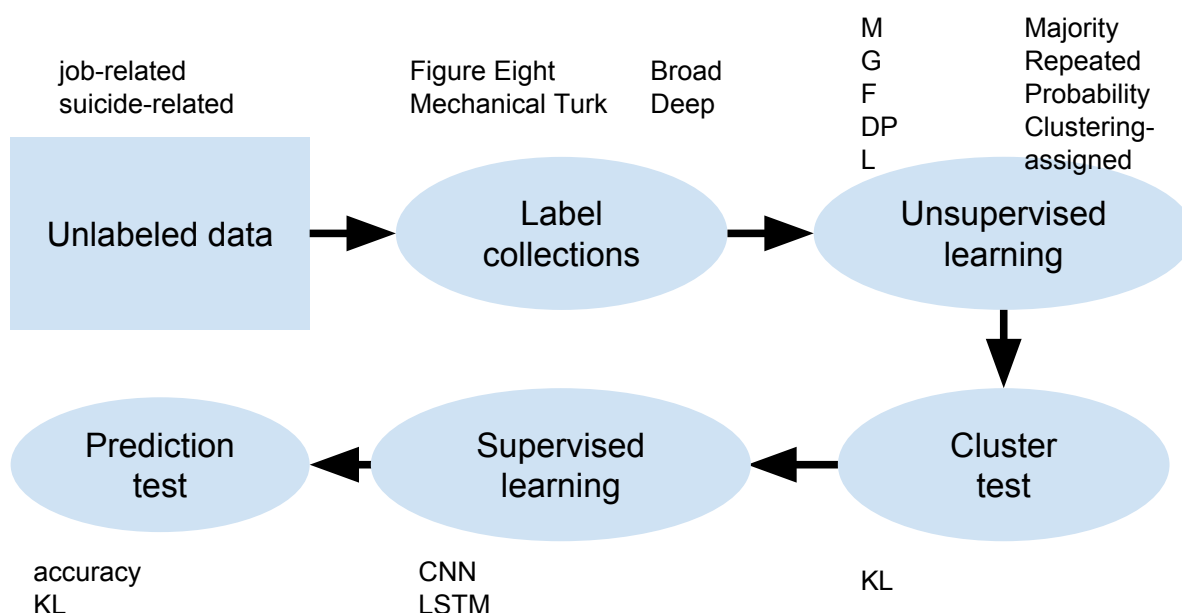 job-related
suicide-related
Figure Eight
Mechanical Turk
Broad
Deep
M Majority
G Repeated
F Probability
DP Clustering-
L assigned
Unlabeled data
Label
collections
Unsupervised
learning
Prediction
test
Supervised
learning
Cluster
test
accuracy
KL
CNN
LSTM
KL